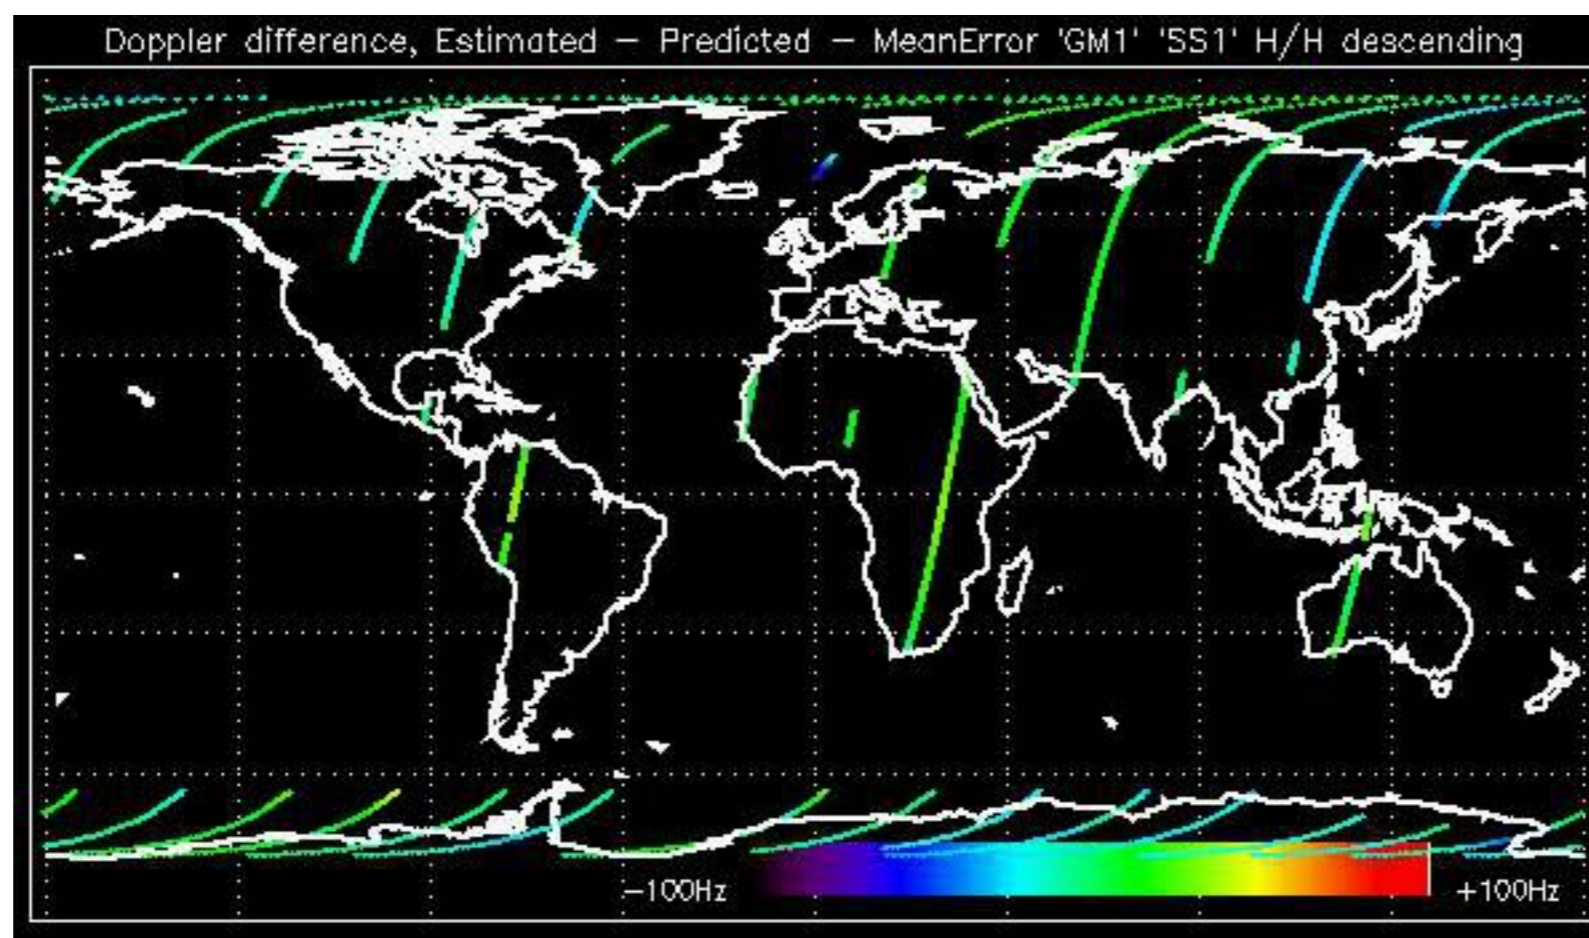 Doppler difference, Estimated – Predicted – MeanError 'GM1' 'SS1' H/H descending
–100Hz +100Hz